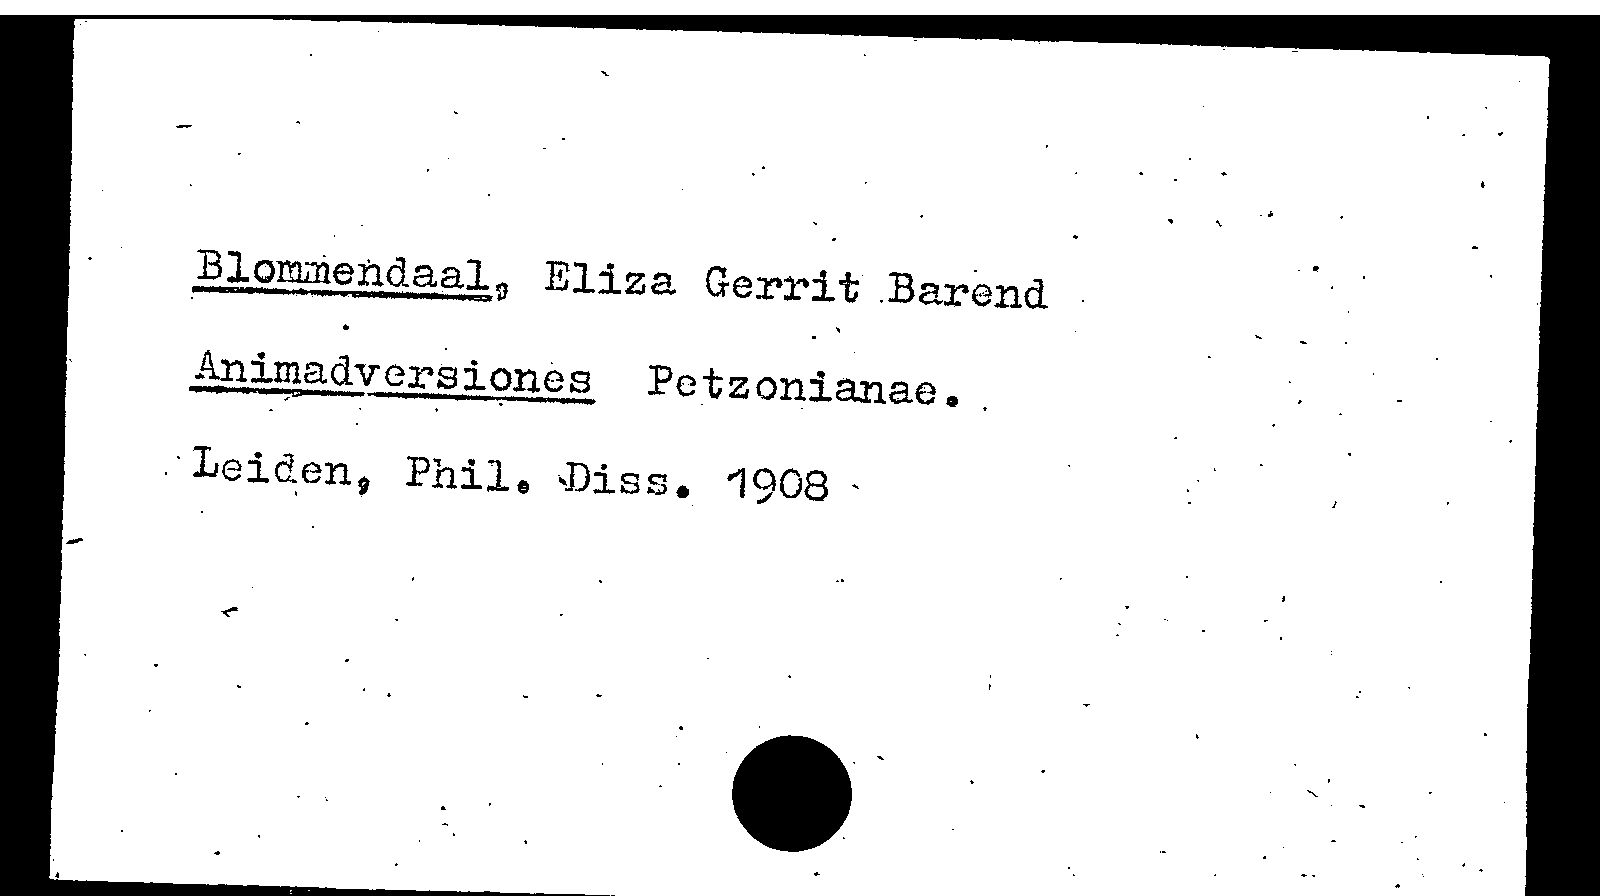 Blommendaal, Eliza Gerrit Barend
Animadversiones Petzonianae.
Leiden, Phil. Diss. 1908